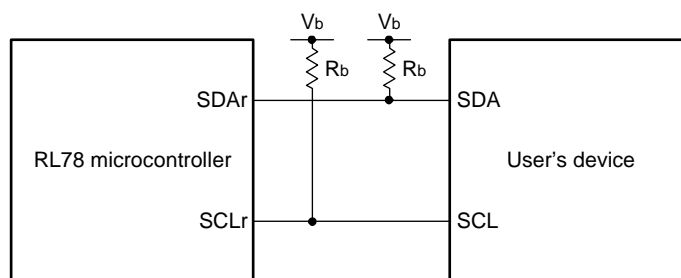 Vb Vb
Rb Rb
SDAr SDA
RL78 microcontroller User's device
SCLr SCL